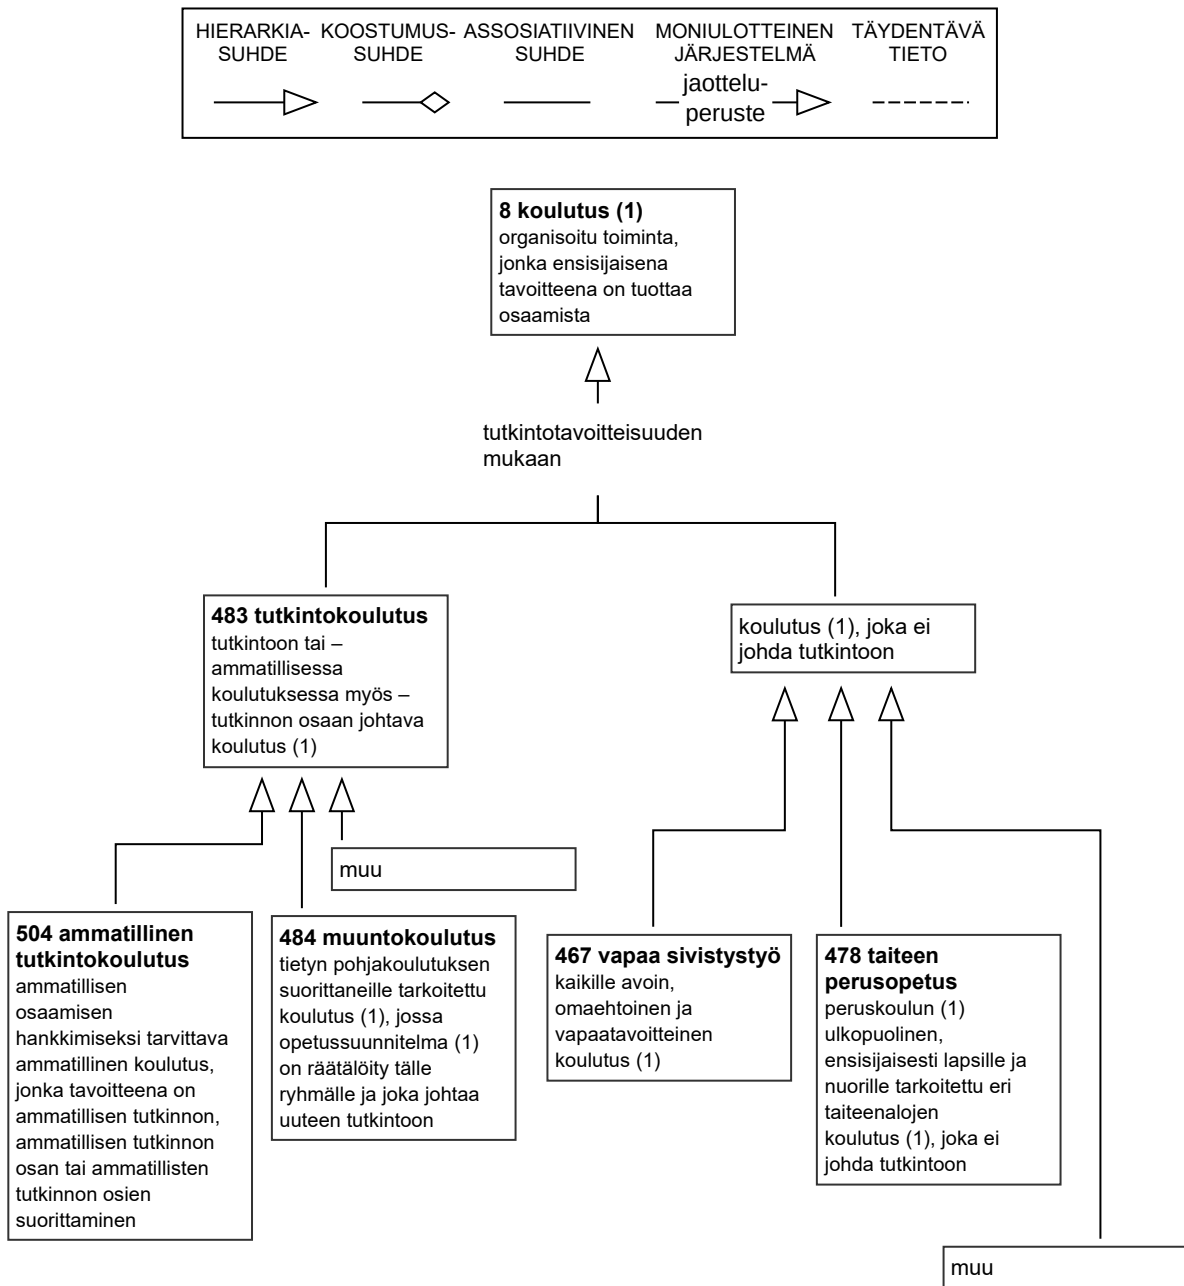 HIERARKIA-
SUHDE
KOOSTUMUS-
SUHDE
ASSOSIATIIVINEN
SUHDE
MONIULOTTEINEN
JÄRJESTELMÄ
jaottelu-
peruste
TÄYDENTÄVÄ
TIETO
8 koulutus (1)
organisoitu toiminta,
jonka ensisijaisena
tavoitteena on tuottaa
osaamista
tutkintotavoitteisuuden
mukaan
483 tutkintokoulutus
tutkintoon tai –
ammatillisessa
koulutuksessa myös –
tutkinnon osaan johtava
koulutus (1)
koulutus (1), joka ei
johda tutkintoon
muu
504 ammatillinen
tutkintokoulutus
ammatillisen
osaamisen
hankkimiseksi tarvittava
ammatillinen koulutus,
jonka tavoitteena on
ammatillisen tutkinnon,
ammatillisen tutkinnon
osan tai ammatillisten
tutkinnon osien
suorittaminen
484 muuntokoulutus
tietyn pohjakoulutuksen
suorittaneille tarkoitettu
koulutus (1), jossa
opetussuunnitelma (1)
on räätälöity tälle
ryhmälle ja joka johtaa
uuteen tutkintoon
467 vapaa sivistystyö
kaikille avoin,
omaehtoinen ja
vapaatavoitteinen
koulutus (1)
478 taiteen
perusopetus
peruskoulun (1)
ulkopuolinen,
ensisijaisesti lapsille ja
nuorille tarkoitettu eri
taiteenalojen
koulutus (1), joka ei
johda tutkintoon
muu